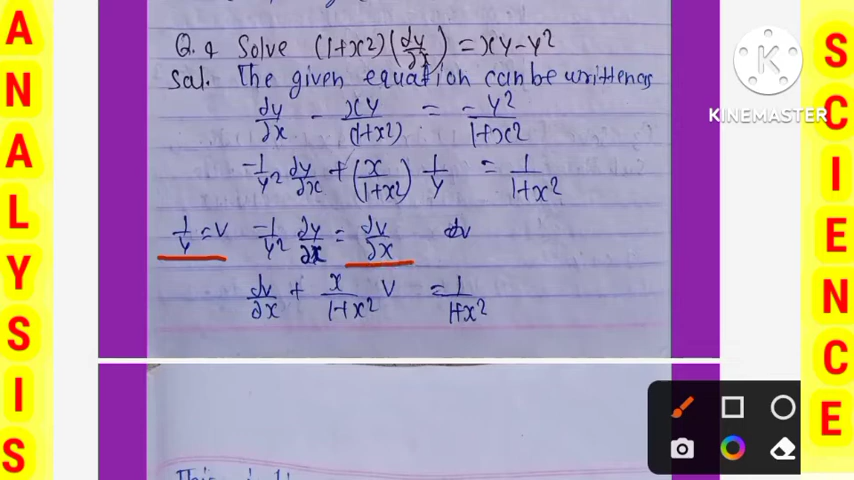 ANALYSIS
Q.4 Solve (1+x2)(dy/dx) = xy-y2
Sol. The given equation can be written as
dy/dx - xy/(1+x2) = -y2/1+x2
-1/y2 dy/dx + (x/1+x2) 1/y = 1/1+x2
1/y = v -1/y2 dy/dx = dv/dx dv
dv/dx + x/1+x2 v = 1/1+x2
KINEMASTER
SCIENCE